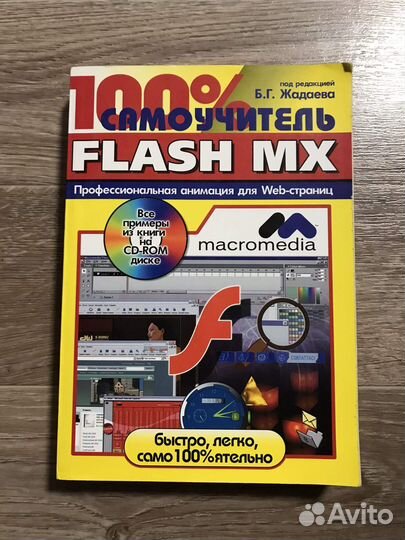 под редакцией
Б.Г. Жадаева
100%
САМОУЧИТЕЛЬ
FLASH MX
Профессиональная анимация для Web-страниц
Все
примеры
из книги
на
CD-ROM
диске
macromedia
CONTACTTACT
быстро, легко,
само100%ятельно
Avito